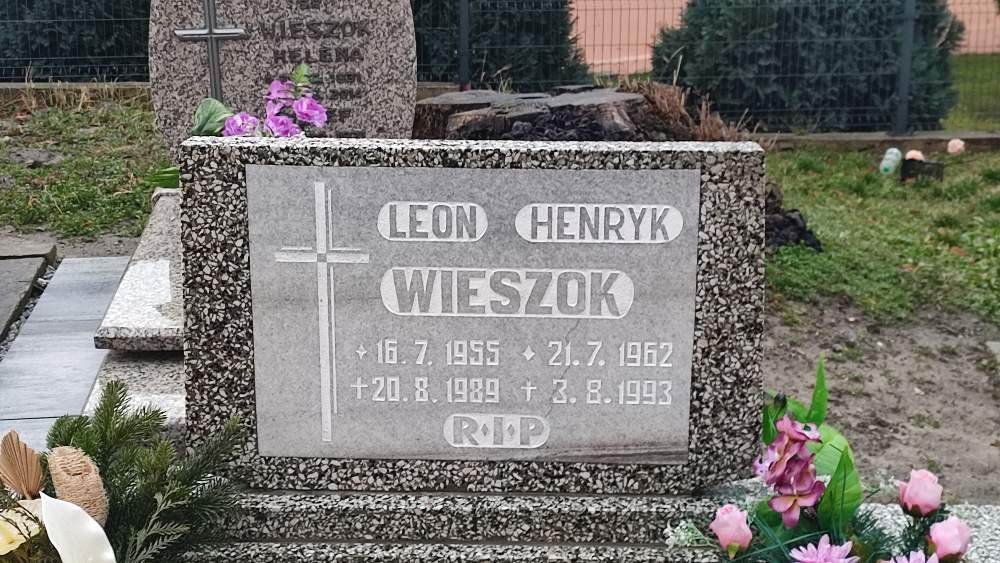 WIESZOK
HELENA
LEON HENRYK
WIESZOK
16.7.1955 21.7.1962
+20.8.1989 + 3.8.1993
R·I·P